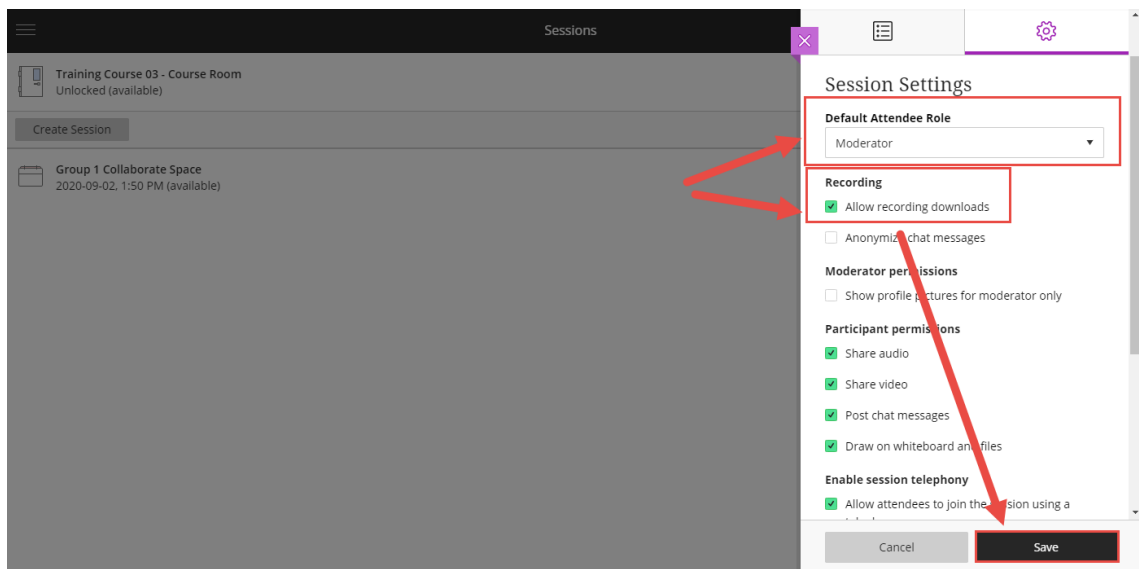 Sessions
Training Course 03 - Course Room
Unlocked (available)
Create Session
Group 1 Collaborate Space
2020-09-02, 1:50 PM (available)
Session Settings
Default Attendee Role
Moderator
Recording
Allow recording downloads
Anonymize chat messages
Moderator permissions
Show profile pictures for moderator only
Participant permissions
Share audio
Share video
Post chat messages
Draw on whiteboard and files
Enable session telephony
Allow attendees to join the session using a
Cancel
Save